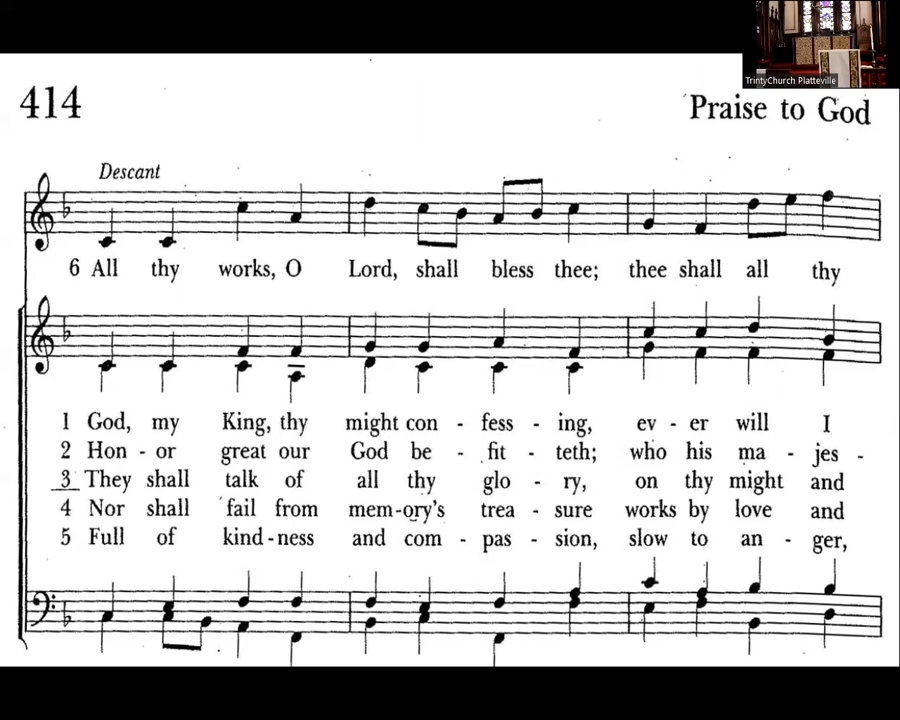 TrintyChurch Platteville
414
Praise to God
Descant
6 All thy works, O Lord, shall bless thee; thee shall all thy
1 God, my King, thy might con - fess - ing, ev - er will I
2 Hon - or great our God be - fit - teth; who his ma - jes -
3 They shall talk of all thy glo - ry, on thy might and
4 Nor shall fail from mem-ory's trea - sure works by love and
5 Full of kind-ness and com - pas - sion, slow to an - ger,